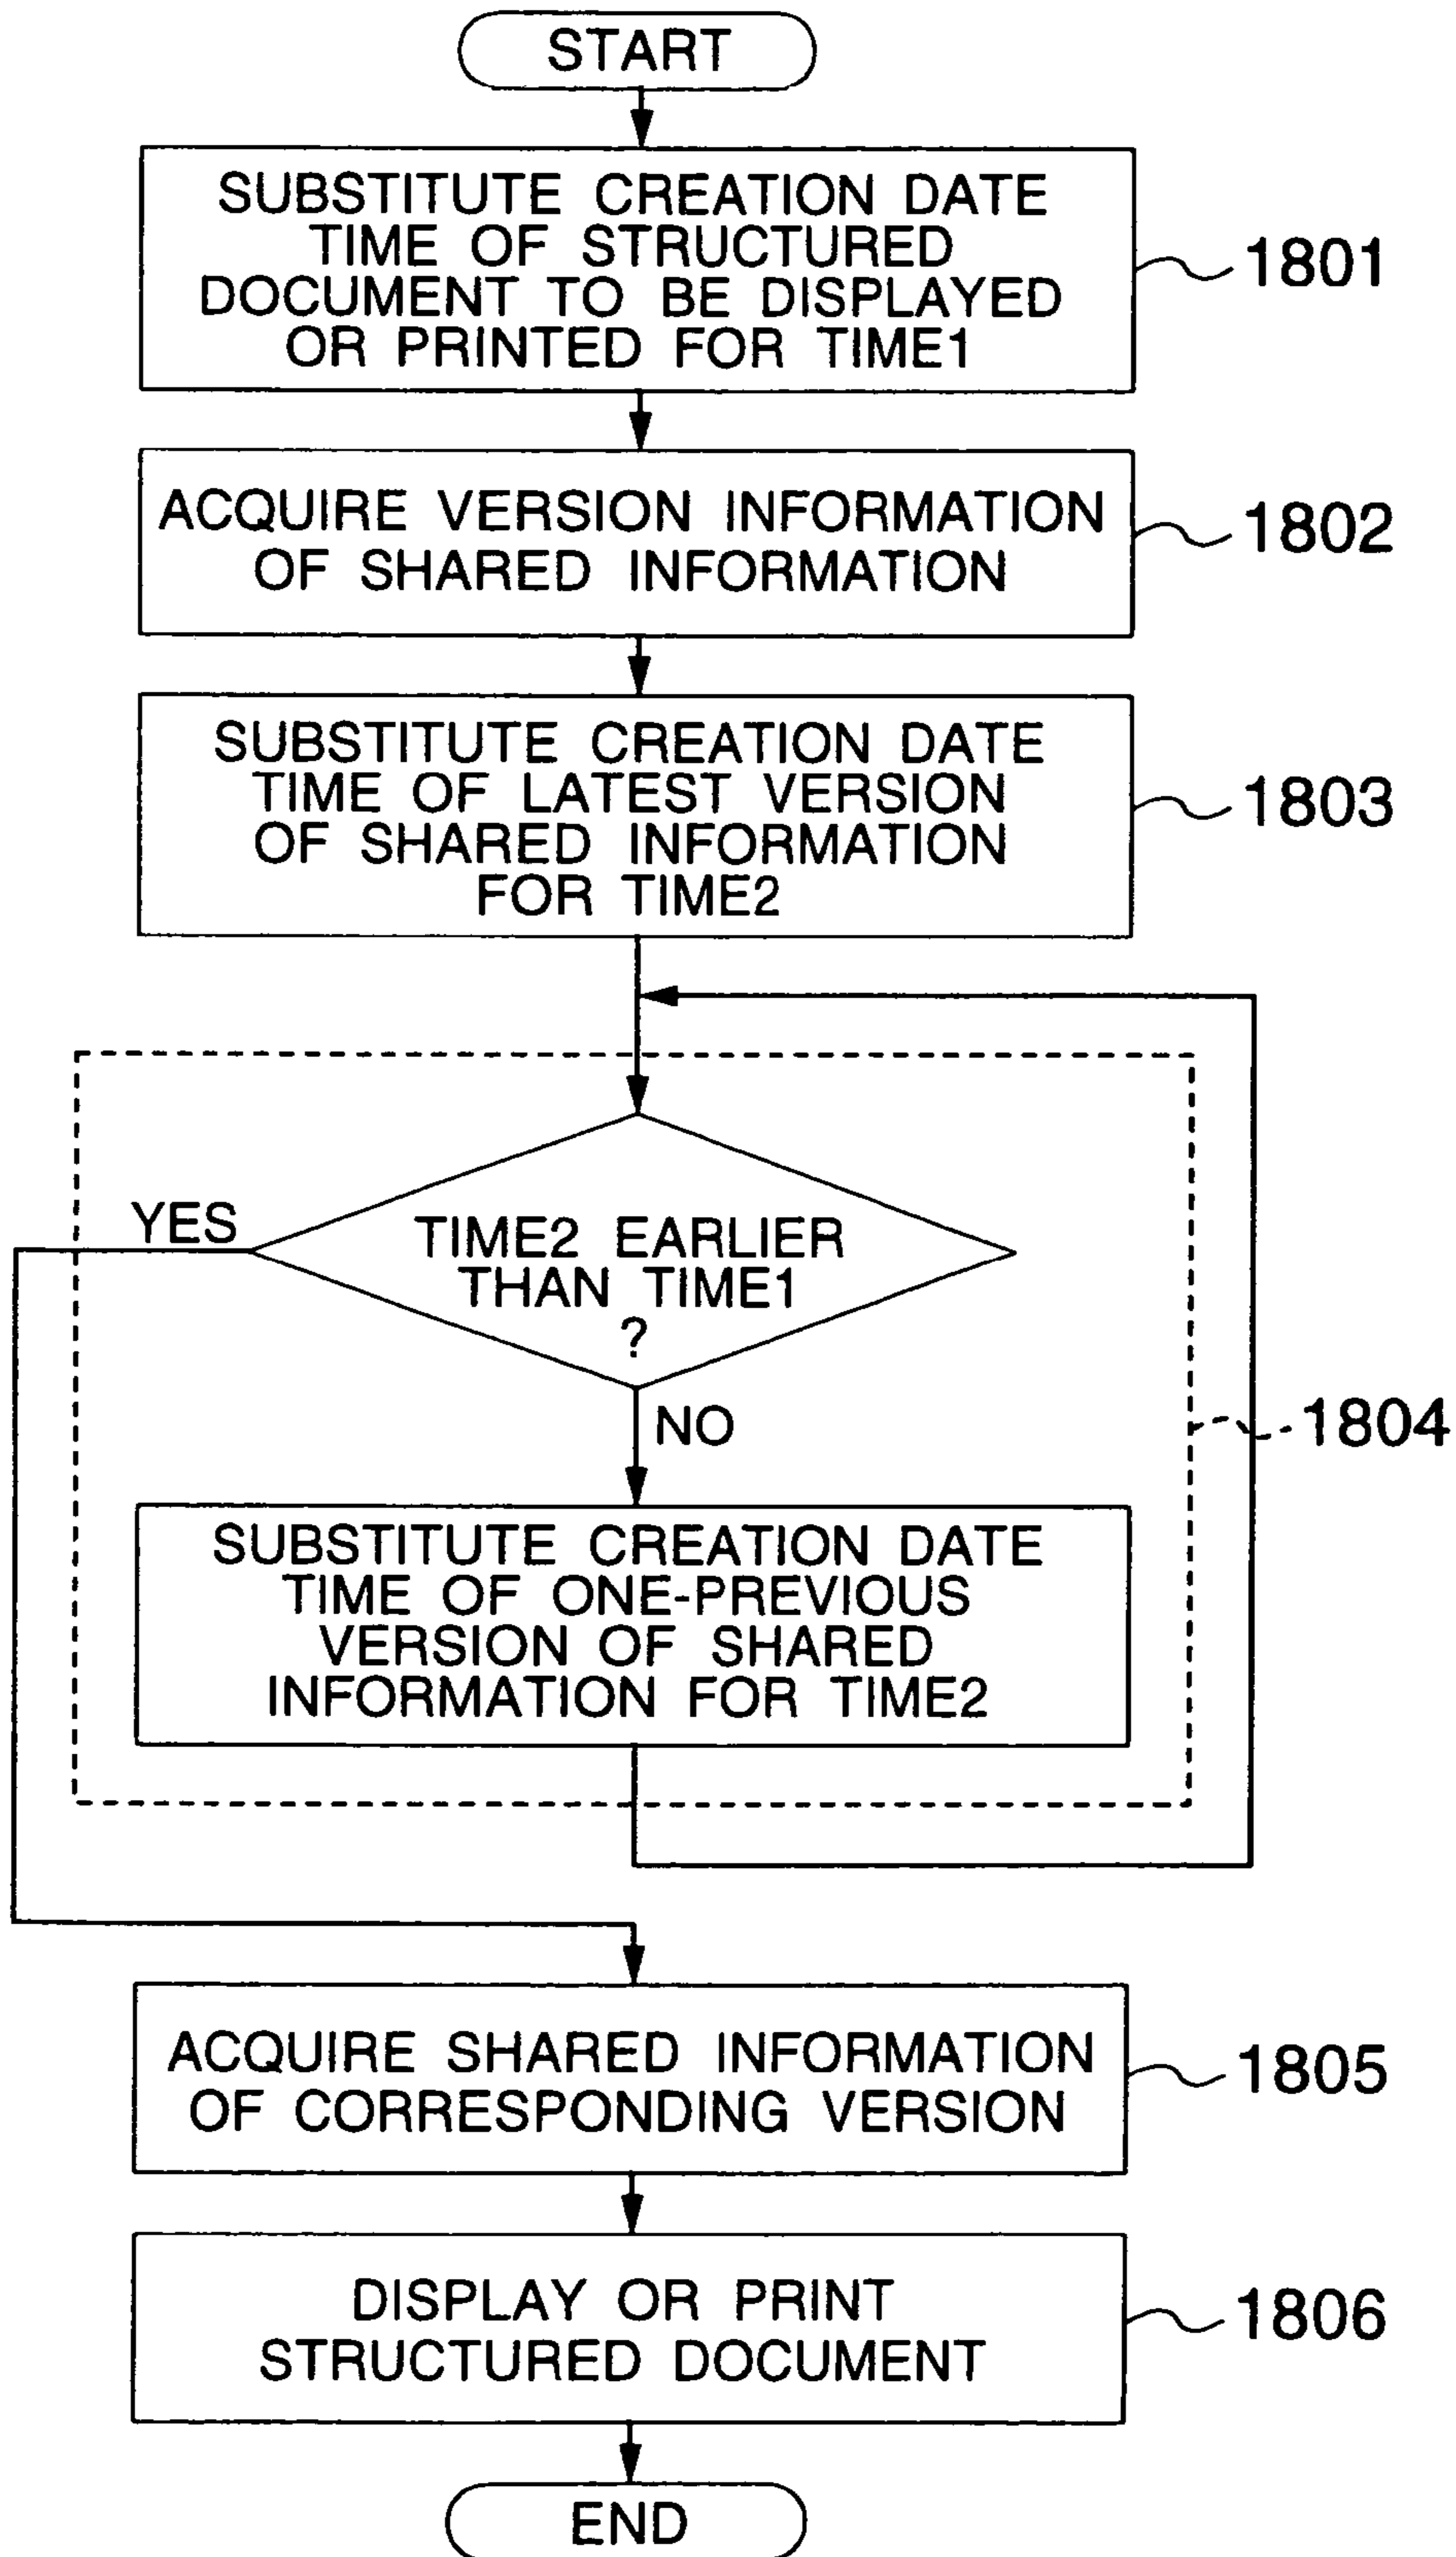 START
SUBSTITUTE CREATION DATE
TIME OF STRUCTURED
DOCUMENT TO BE DISPLAYED
OR PRINTED FOR TIME1
1801
ACQUIRE VERSION INFORMATION
OF SHARED INFORMATION
1802
SUBSTITUTE CREATION DATE
TIME OF LATEST VERSION
OF SHARED INFORMATION
FOR TIME2
1803
YES
TIME2 EARLIER
THAN TIME1
?
NO
1804
SUBSTITUTE CREATION DATE
TIME OF ONE-PREVIOUS
VERSION OF SHARED
INFORMATION FOR TIME2
ACQUIRE SHARED INFORMATION
OF CORRESPONDING VERSION
1805
DISPLAY OR PRINT
STRUCTURED DOCUMENT
1806
END